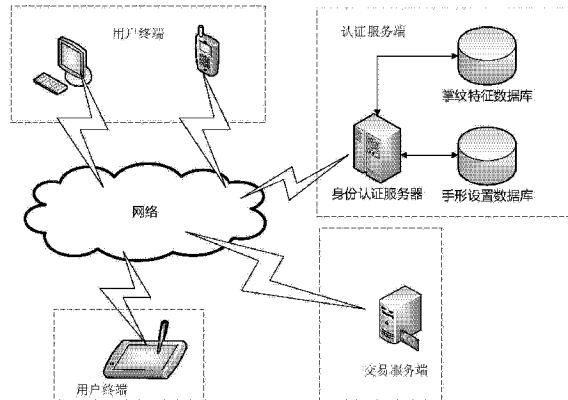 用户终端
认证服务端
掌纹特征数据库
身份认证服务器
手形设置数据库
网络
用户终端
交易服务端